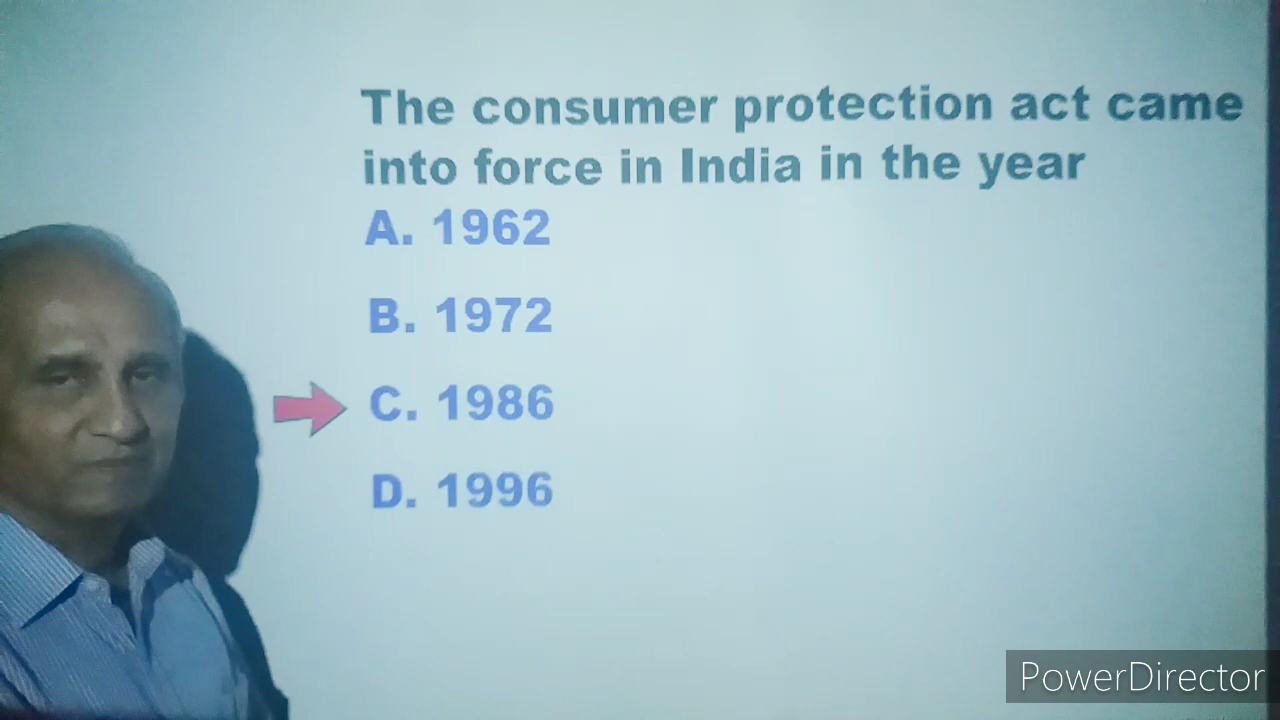 The consumer protection act came
into force in India in the year
A. 1962
B. 1972
C. 1986
D. 1996
PowerDirector